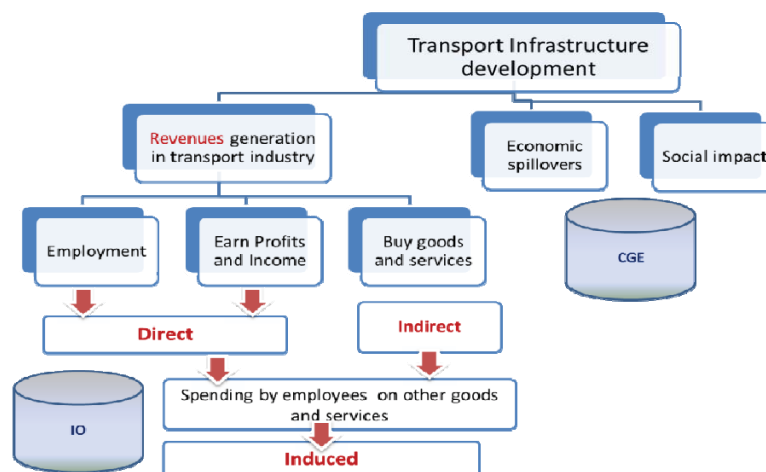 Transport Infrastructure
development
Revenues generation
in transport industry
Economic
spillovers
Social impact
Employment
Earn Profits
and Income
Buy goods
and services
CGE
Direct
Indirect
IO
Spending by employees on other goods
and services
Induced